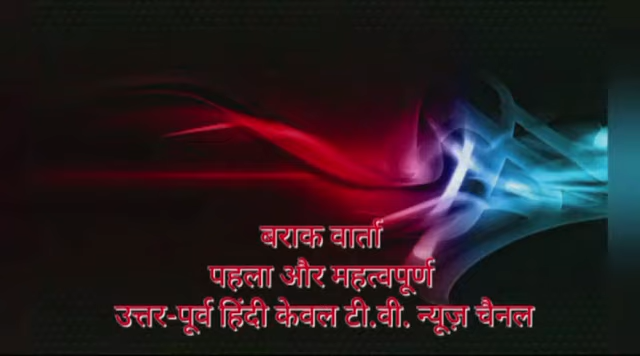 बराक वार्ता
पहला और महत्वपूर्ण
उत्तर-पूर्व हिंदी केवल टी.वी. न्यूज़ चैनल